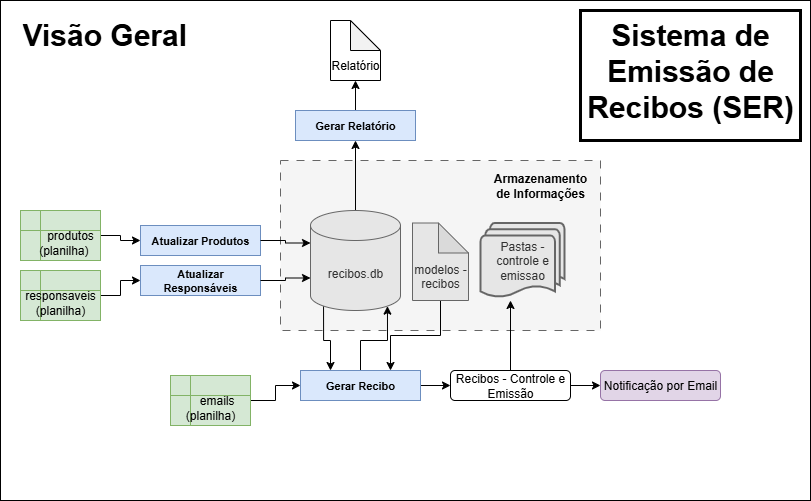 Visão Geral
Sistema de
Emissão de
Recibos (SER)
Relatório
Gerar Relatório
Armazenamento
de Informações
produtos
(planilha)
Atualizar Produtos
responsaveis
(planilha)
Atualizar
Responsáveis
recibos.db
modelos -
recibos
Pastas -
controle e
emissao
emails
(planilha)
Gerar Recibo
Recibos - Controle e
Emissão
Notificação por Email